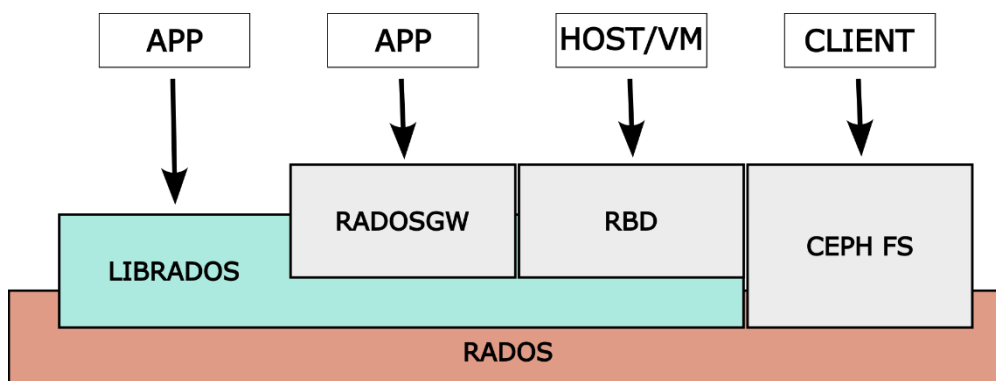 APP
APP
HOST/VM
CLIENT
RADOSGW
RBD
CEPH FS
LIBRADOS
RADOS